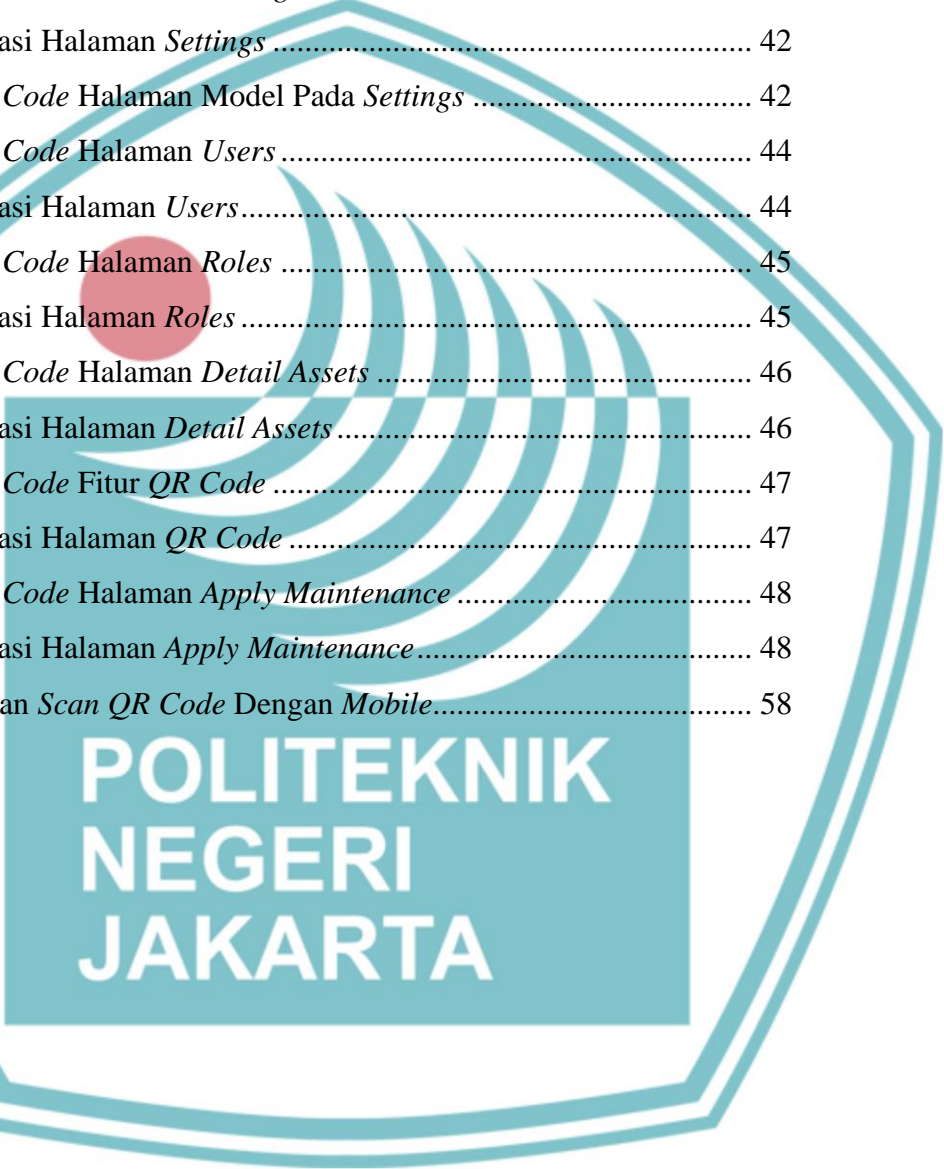 asi Halaman Settings ........................................................... 42
Code Halaman Model Pada Settings ................................... 42
Code Halaman Users ........................................................... 44
asi Halaman Users ................................................................ 44
Code Halaman Roles ........................................................... 45
asi Halaman Roles ................................................................ 45
Code Halaman Detail Assets ............................................... 46
asi Halaman Detail Assets .................................................... 46
Code Fitur QR Code ............................................................ 47
asi Halaman QR Code .......................................................... 47
Code Halaman Apply Maintenance ..................................... 48
asi Halaman Apply Maintenance .......................................... 48
an Scan QR Code Dengan Mobile ........................................ 58
POLITEKNIK
NEGERI
JAKARTA